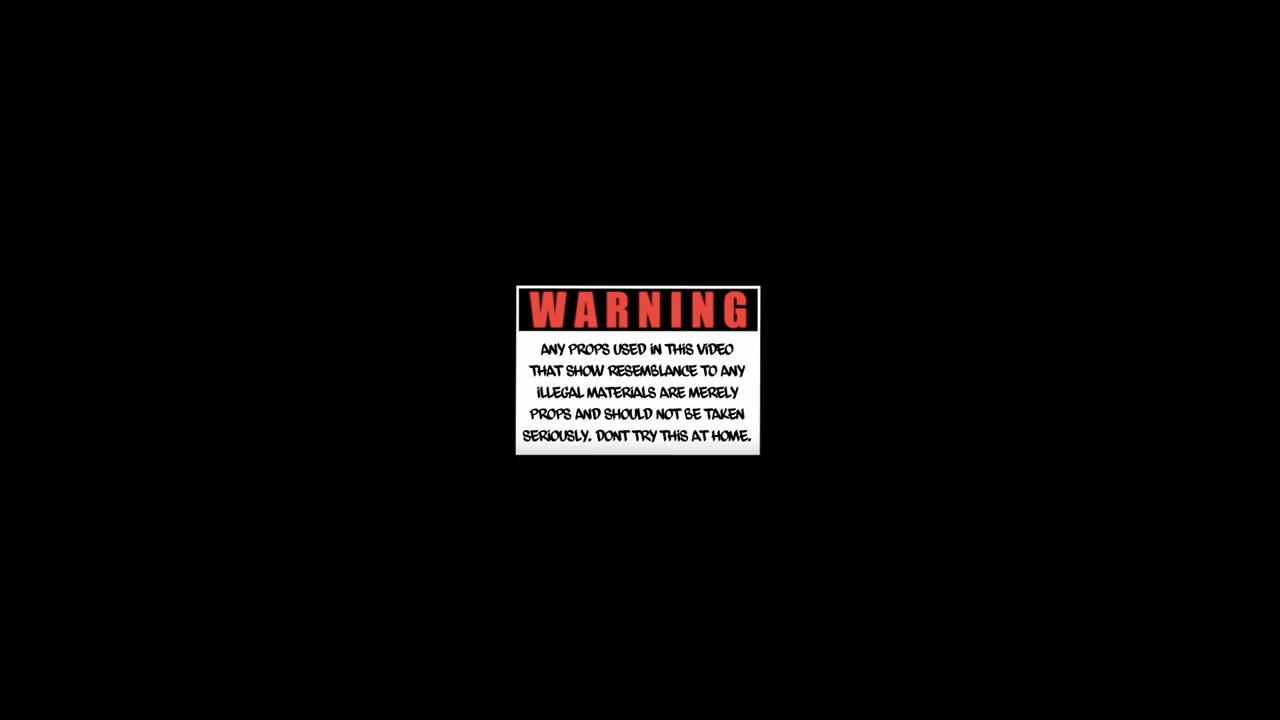 WARNING
ANY PROPS USED iN THiS ViDEO
THAT SHOW RESEMBLANCE TO ANY
iLLEGAL MATERiALS ARE MERELY
PROPS AND SHOULD NOT BE TAKEN
SERiOUSLY. DONT TRY THiS AT HOME.